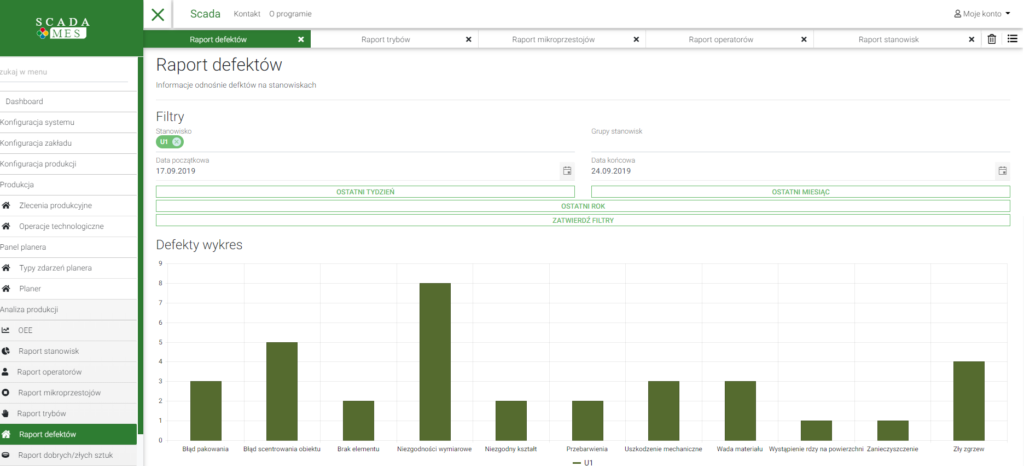 SCADA
MES
Scada Kontakt O programie Moje konto
Raport defektów Raport trybów Raport mikroprzestojów Raport operatorów Raport stanowisk
zukaj w menu
Dashboard
Konfiguracja systemu
Konfiguracja zakładu
Konfiguracja produkcji
Produkcja
Zlecenia produkcyjne
Operacje technologiczne
Panel planera
Typy zdarzeń planera
Planer
Analiza produkcji
OEE
Raport stanowisk
Raport operatorów
Raport mikroprzestojów
Raport trybów
Raport defektów
Raport dobrych/złych sztuk
Raport defektów
Informacje odnośnie defktów na stanowiskach
Filtry
Stanowisko Grupy stanowisk
U1
Data początkowa Data końcowa
17.09.2019 24.09.2019
OSTATNI TYDZIEŃ OSTATNI MIESIĄC
OSTATNI ROK
ZATWIERDŹ FILTRY
Defekty wykres
9
8
7
6
5
4
3
2
1
0
Błąd pakowania Błąd scentrowania obiektu Brak elementu Niezgodności wymiarowe Niezgodny kształt Przebarwienia Uszkodzenie mechaniczne Wada materiału Wystąpienie rdzy na powierzchni Zanieczyszczenie Zły zgrzew
U1